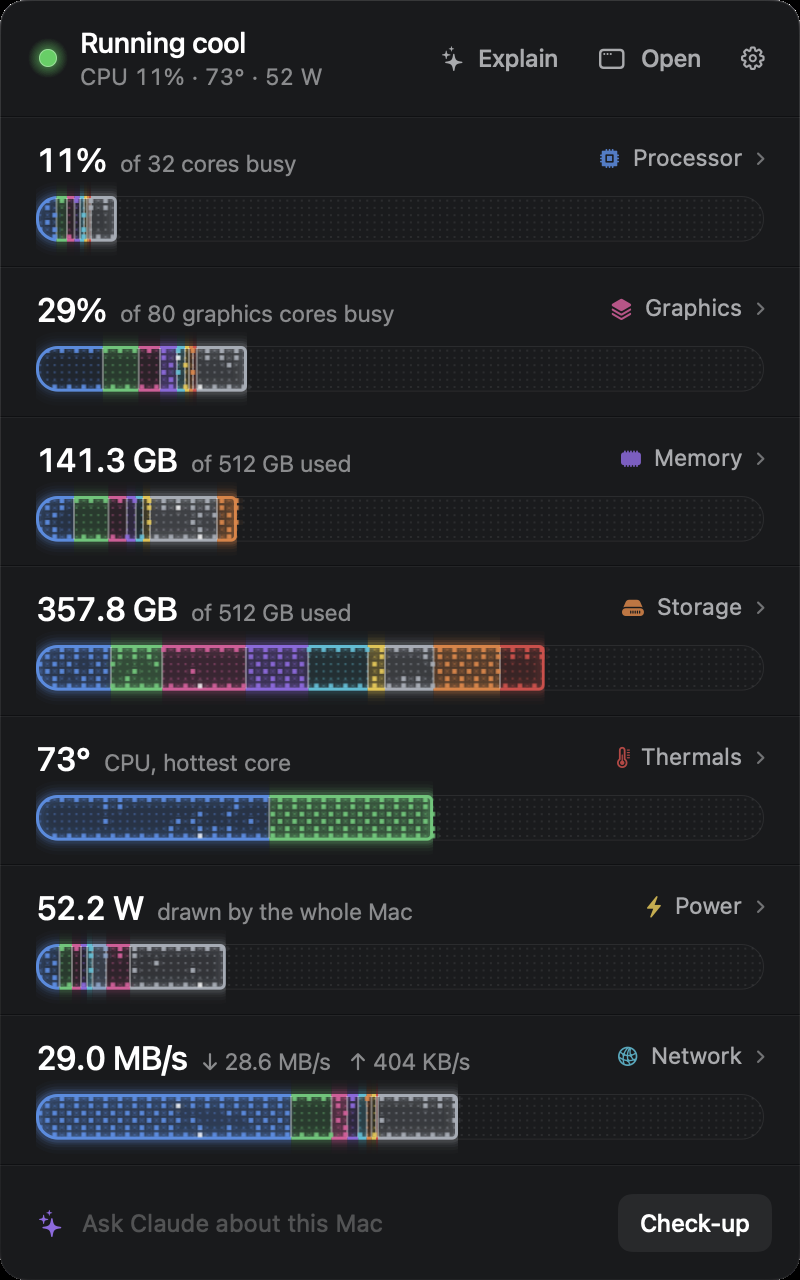 Running cool
CPU 11% · 73° · 52 W
Explain
Open
11% of 32 cores busy
Processor
29% of 80 graphics cores busy
Graphics
141.3 GB of 512 GB used
Memory
357.8 GB of 512 GB used
Storage
73° CPU, hottest core
Thermals
52.2 W drawn by the whole Mac
Power
29.0 MB/s ↓ 28.6 MB/s ↑ 404 KB/s
Network
Ask Claude about this Mac
Check-up